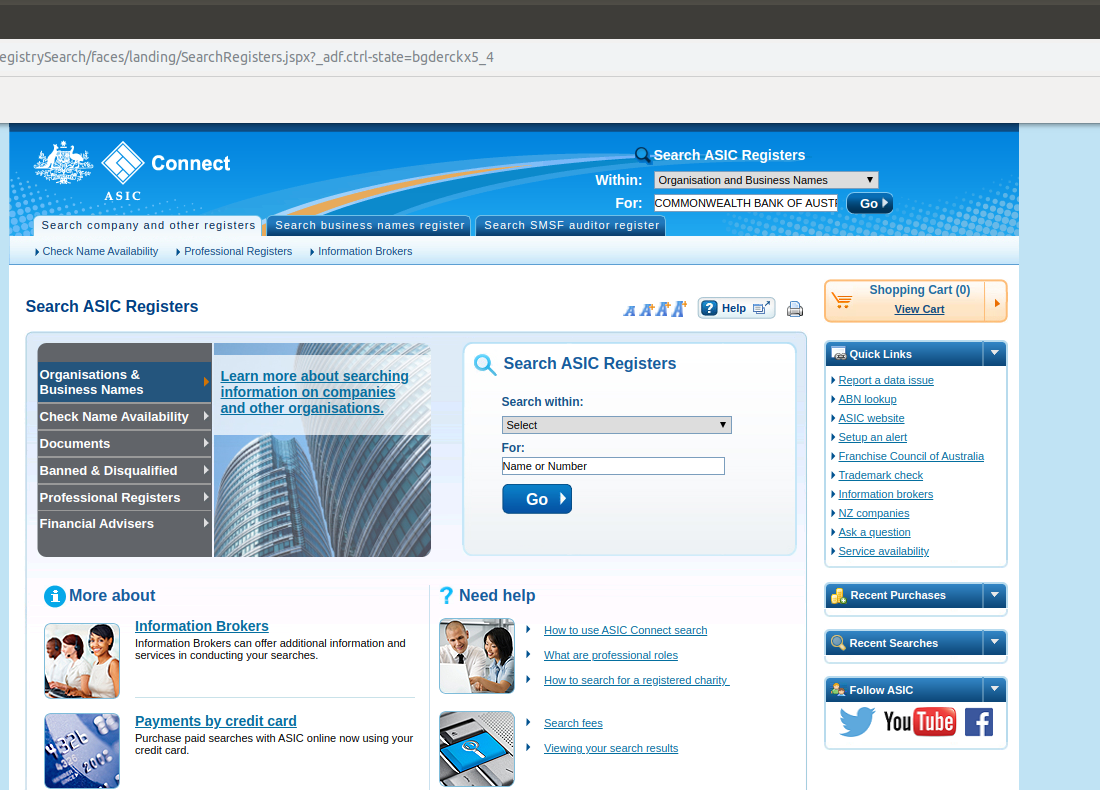 egistrySearch/faces/landing/SearchRegisters.jspx?_adf.ctrl-state=bgderckx5_4
ASIC
Connect
Search ASIC Registers
Within: Organisation and Business Names
For: COMMONWEALTH BANK OF AUSTR Go
Search company and other registers Search business names register Search SMSF auditor register
Check Name Availability Professional Registers Information Brokers
Search ASIC Registers
A A+ A+ A+ Help
Shopping Cart (0)
View Cart
Organisations &
Business Names
Check Name Availability
Documents
Banned & Disqualified
Professional Registers
Financial Advisers
Learn more about searching
information on companies
and other organisations.
Search ASIC Registers
Search within:
Select
For:
Name or Number
Go
Quick Links
Report a data issue
ABN lookup
ASIC website
Setup an alert
Franchise Council of Australia
Trademark check
Information brokers
NZ companies
Ask a question
Service availability
Recent Purchases
Recent Searches
Follow ASIC
YouTube
More about
Information Brokers
Information Brokers can offer additional information and
services in conducting your searches.
Payments by credit card
Purchase paid searches with ASIC online now using your
credit card.
Need help
How to use ASIC Connect search
What are professional roles
How to search for a registered charity
Search fees
Viewing your search results